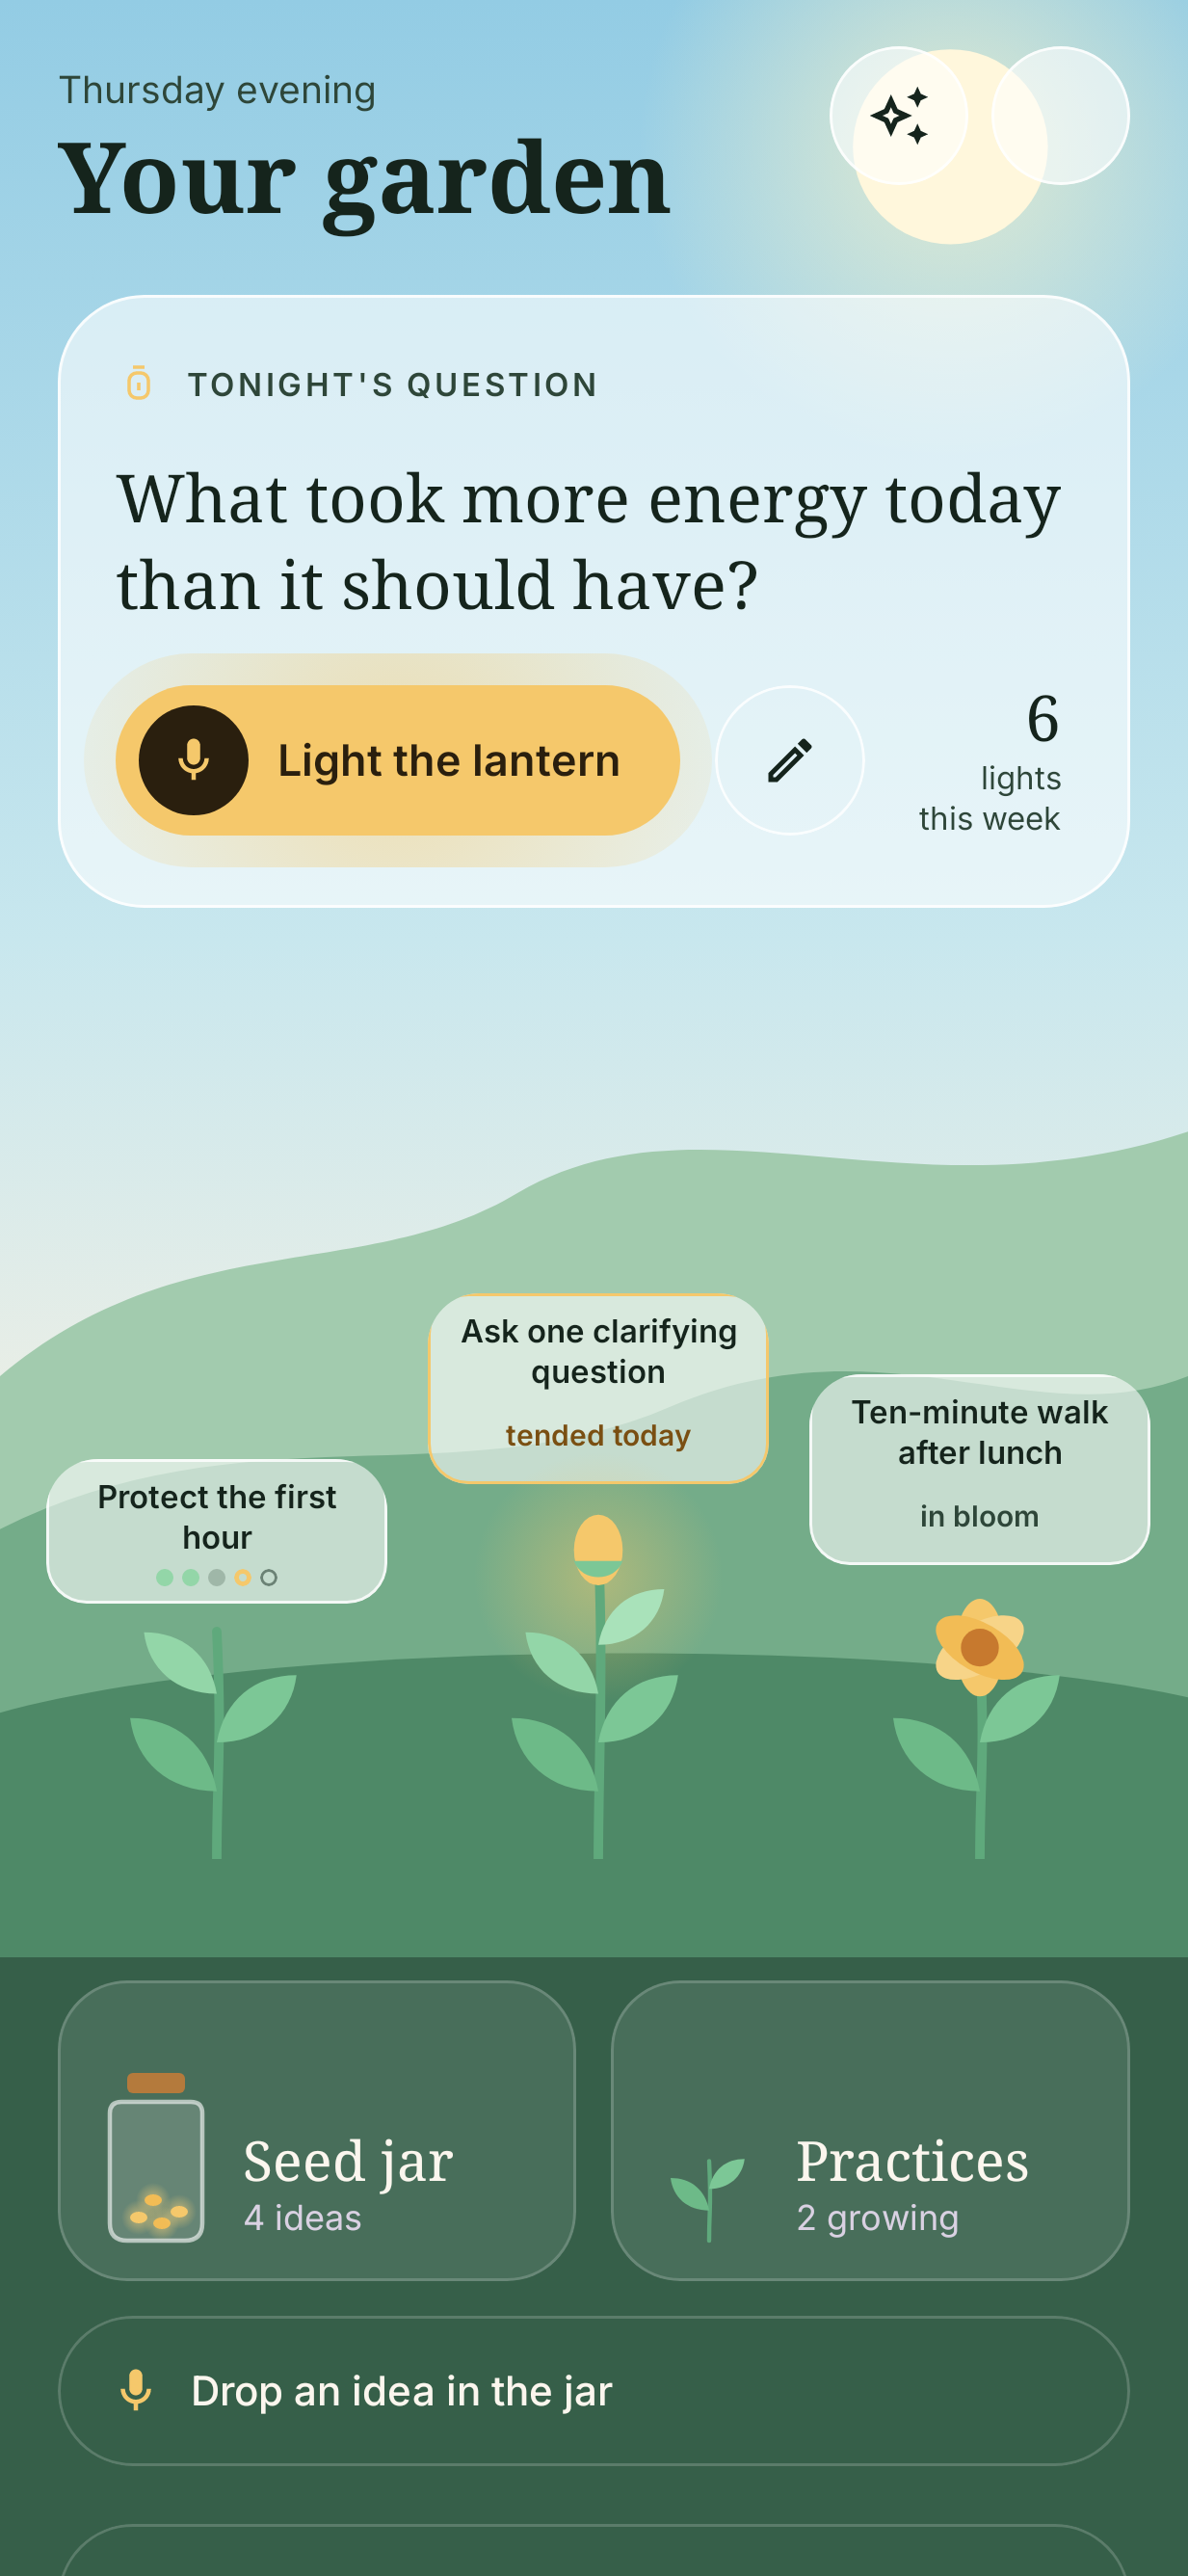 Thursday evening
Your garden
TONIGHT'S QUESTION
What took more energy today
than it should have?
Light the lantern
6
lights
this week
Ask one clarifying
question
tended today
Ten-minute walk
after lunch
in bloom
Protect the first
hour
Seed jar
4 ideas
Practices
2 growing
Drop an idea in the jar